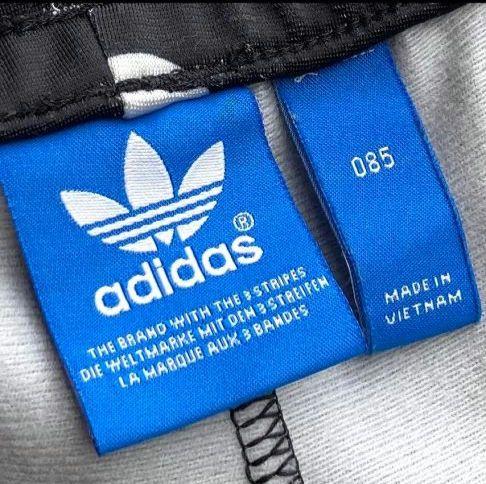 adidas®
THE BRAND WITH THE 3 STRIPES
DIE WELTMARKE MIT DEN 3 STREIFEN
LA MARQUE AUX 3 BANDES
085
MADE IN
VIETNAM